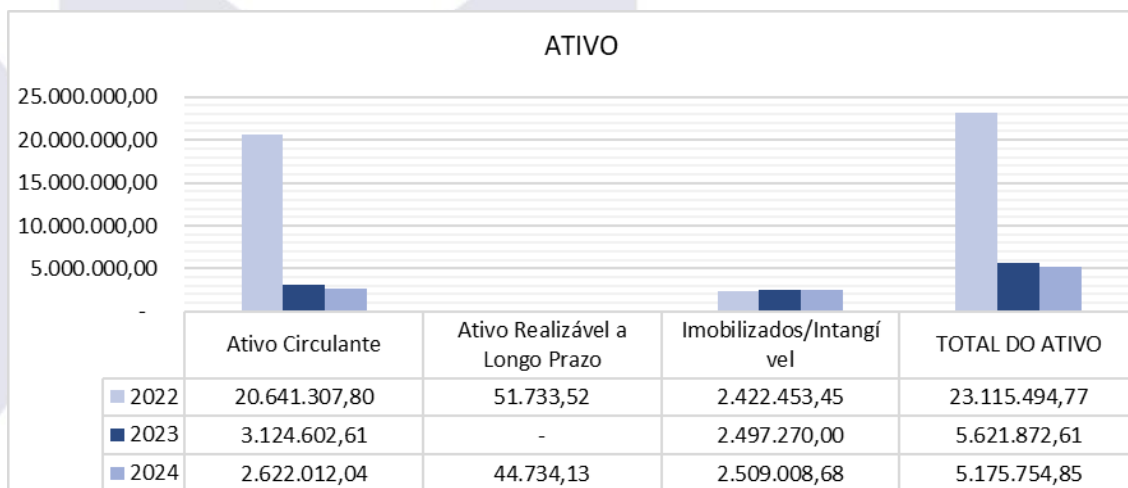 ATIVO
25.000.000,00
20.000.000,00
15.000.000,00
10.000.000,00
5.000.000,00
-
Ativo Circulante
Ativo Realizável a
Longo Prazo
Imobilizados/Intangí
vel
TOTAL DO ATIVO
2022 20.641.307,80 51.733,52 2.422.453,45 23.115.494,77
2023 3.124.602,61 - 2.497.270,00 5.621.872,61
2024 2.622.012,04 44.734,13 2.509.008,68 5.175.754,85